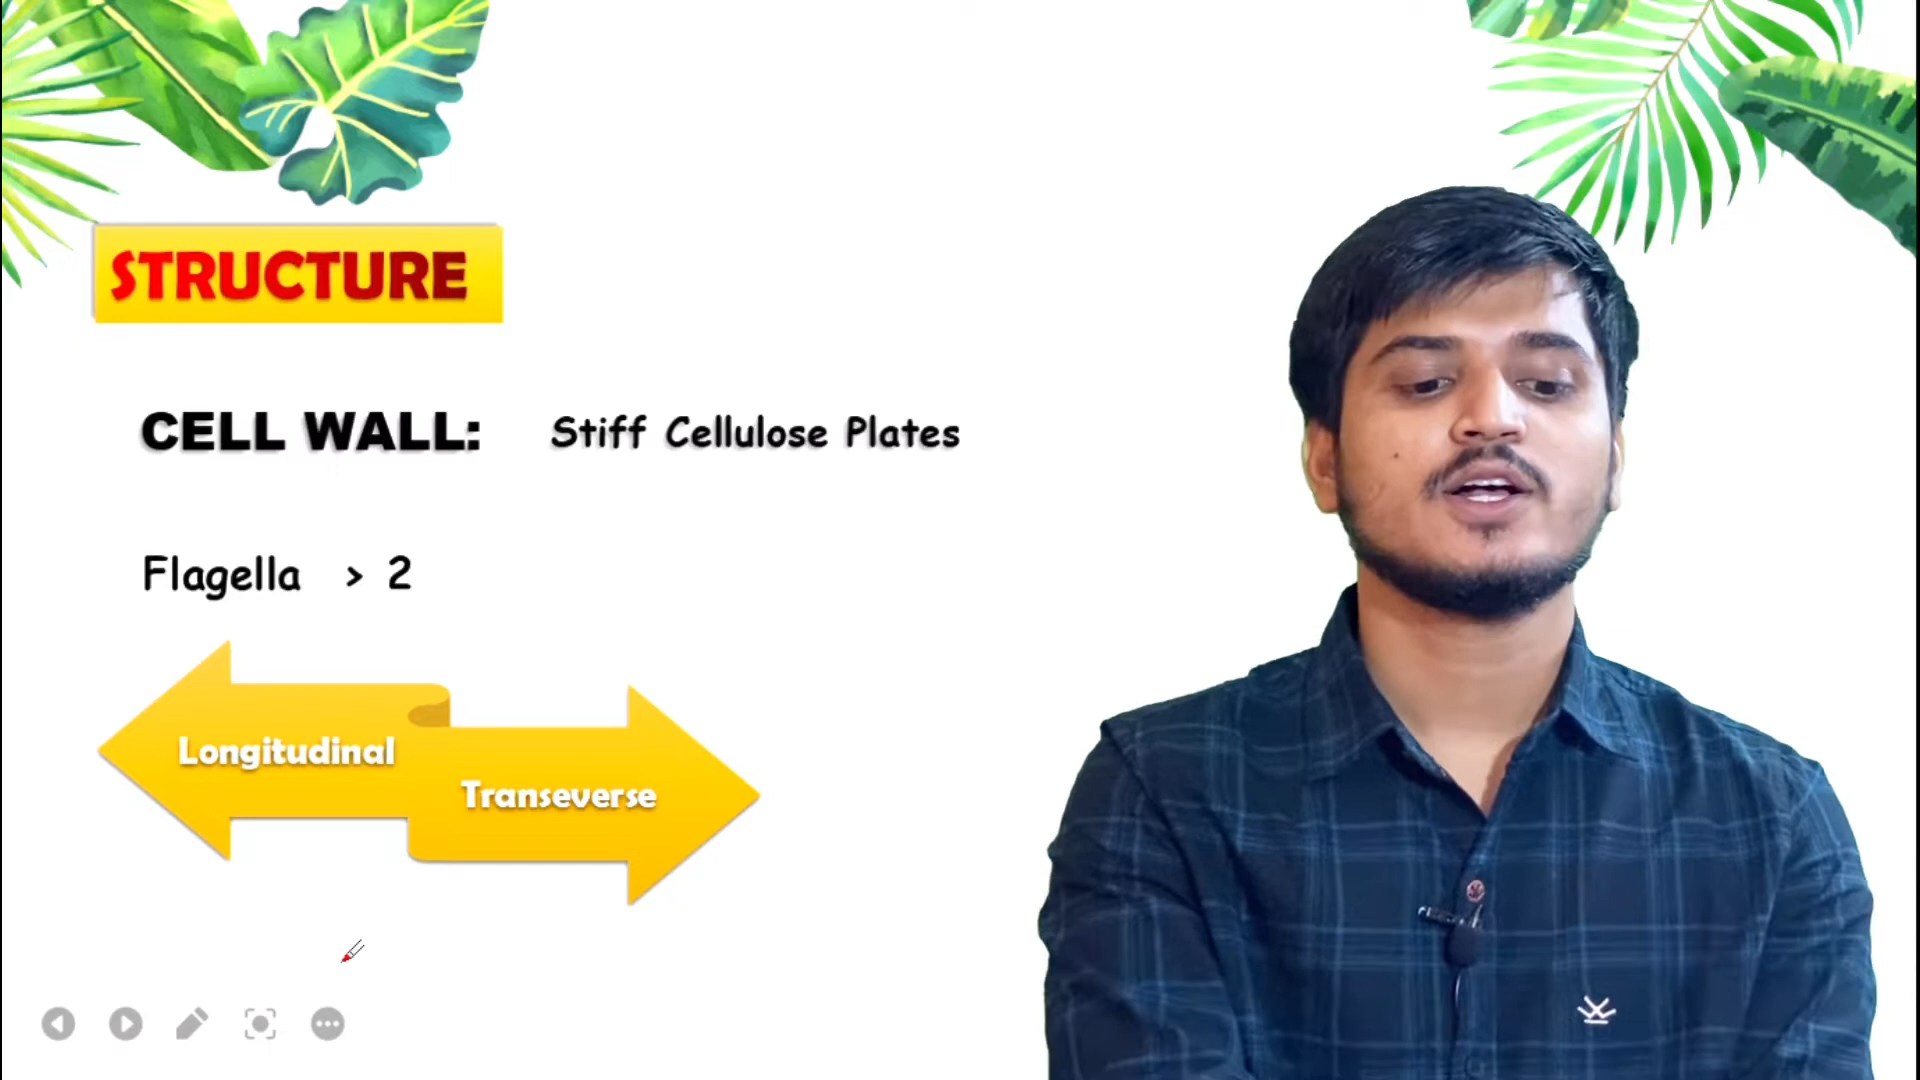 STRUCTURE
CELL WALL: Stiff Cellulose Plates
Flagella > 2
Longitudinal
Transeverse